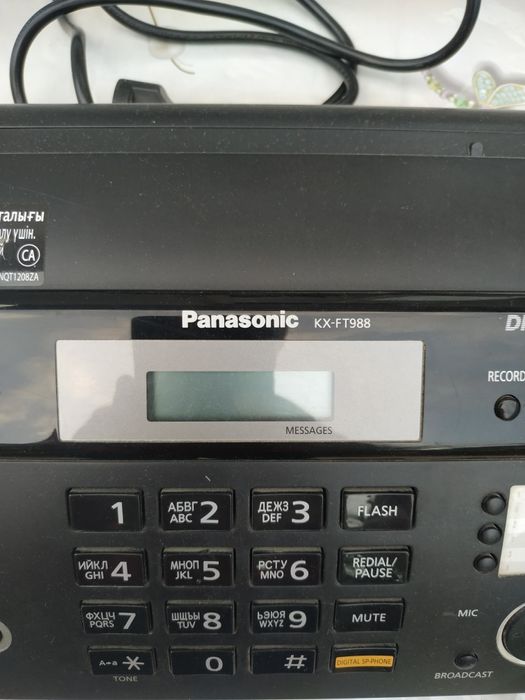 талығы
алу үшін.
й CA
NQT1208ZA
Panasonic KX-FT988
RECORD
MESSAGES
1 АБВГ ABC 2 ДЕЖЗ DEF 3 FLASH
ИЙКЛ GHI 4 МНОП JKL 5 РСТУ MNO 6 REDIAL/ PAUSE
ФХЦЧ PQRS 7 ШЩЪЫ TUV 8 ЬЭЮЯ WXYZ 9 MUTE
MIC
A→a ✱ 0 # DIGITAL SP-PHONE
TONE
BROADCAST